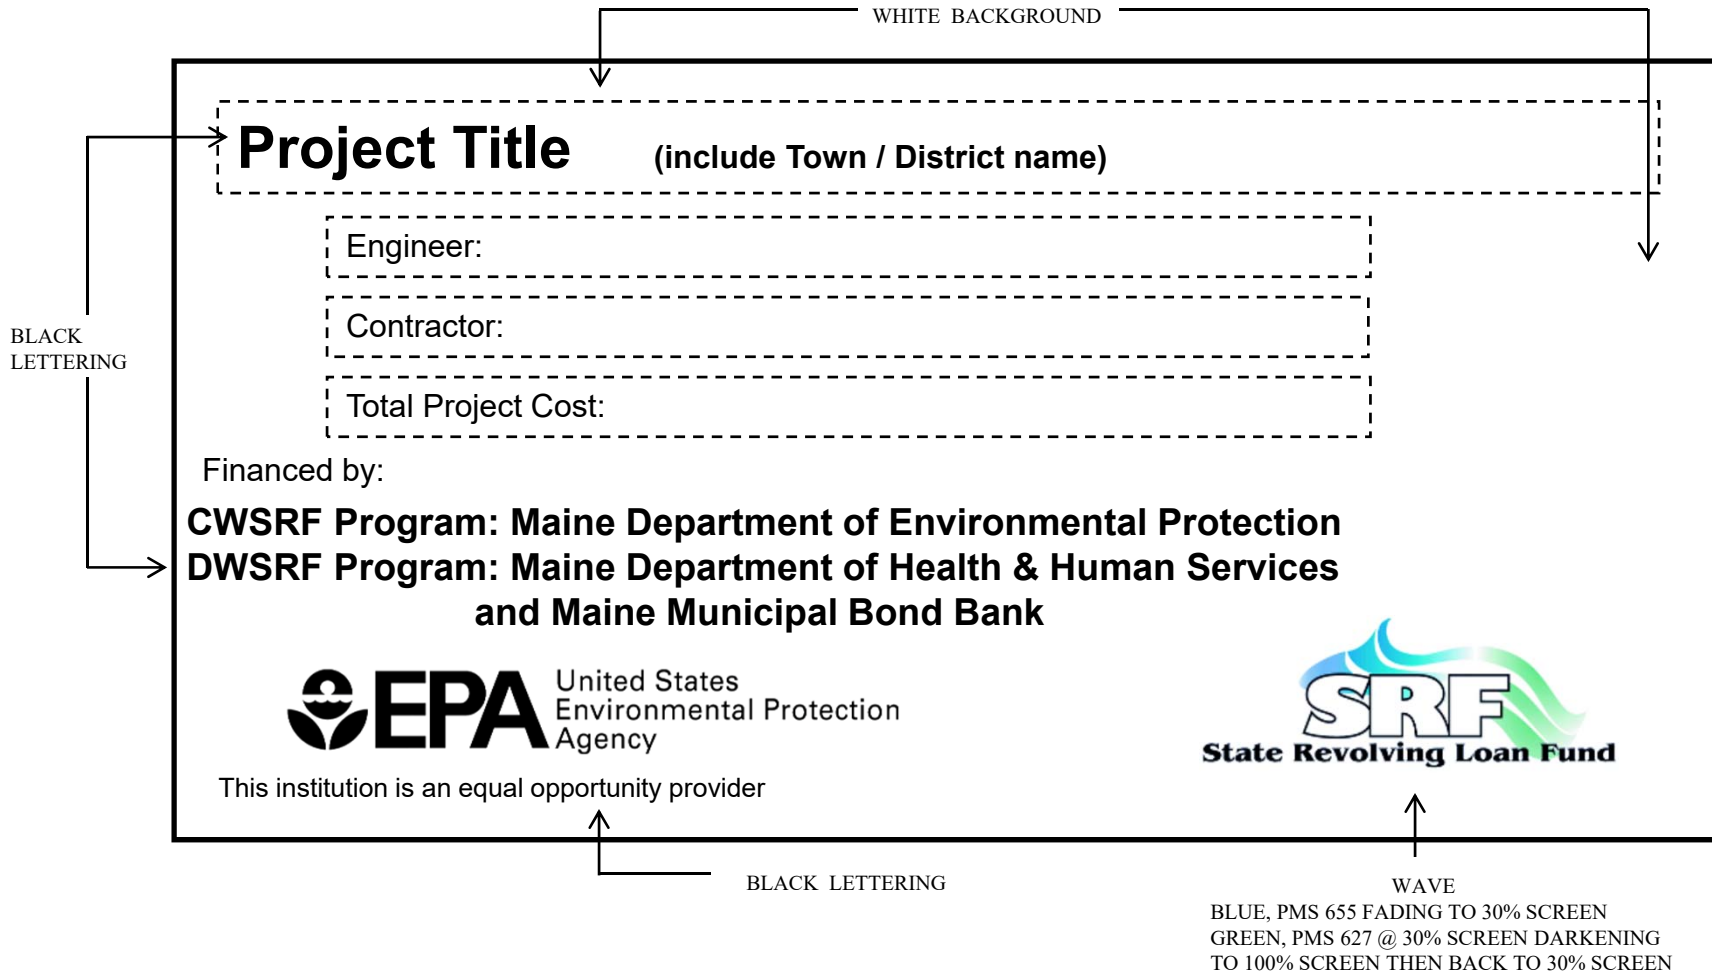 WHITE BACKGROUND
Project Title (include Town / District name)
Engineer:
Contractor:
BLACK
LETTERING
Total Project Cost:
Financed by:
CWSRF Program: Maine Department of Environmental Protection
DWSRF Program: Maine Department of Health & Human Services
and Maine Municipal Bond Bank
EPA
United States
Environmental Protection
Agency
SRF
State Revolving Loan Fund
This institution is an equal opportunity provider
BLACK LETTERING
WAVE
BLUE, PMS 655 FADING TO 30% SCREEN
GREEN, PMS 627 @ 30% SCREEN DARKENING
TO 100% SCREEN THEN BACK TO 30% SCREEN